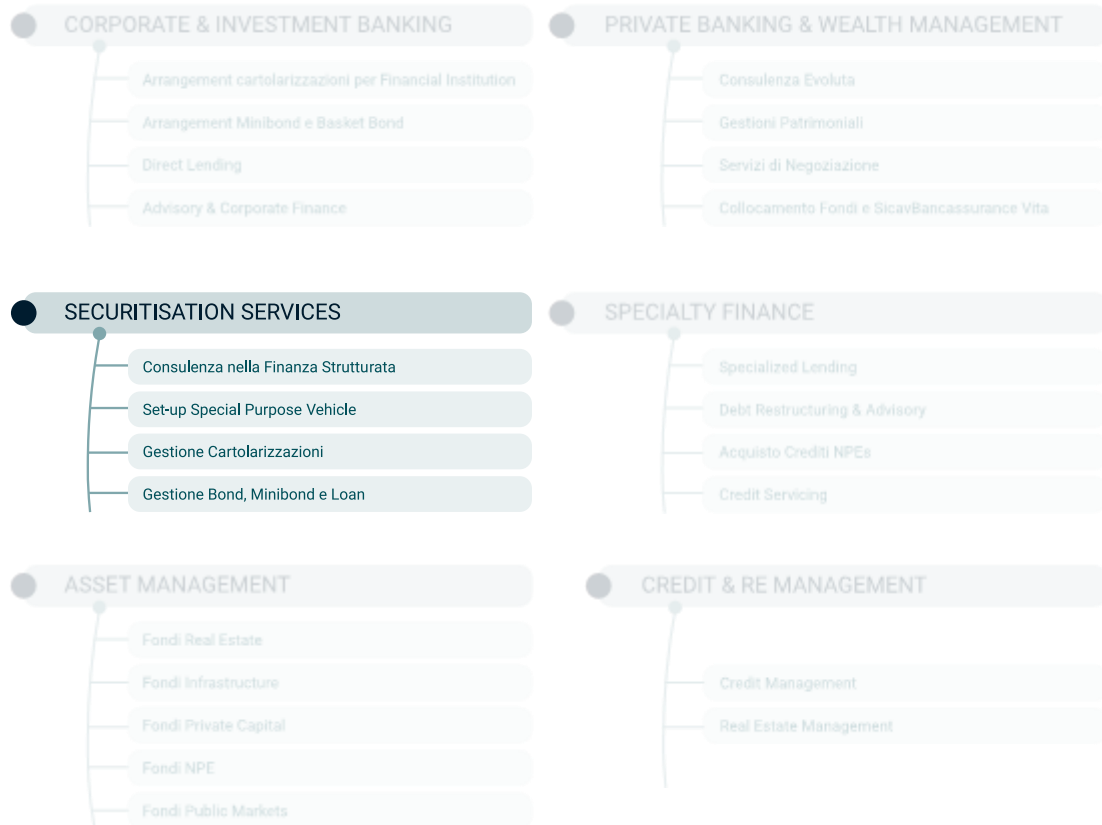 CORPORATE & INVESTMENT BANKING
Arrangement cartolarizzazioni per Financial Institution
Arrangement Minibond e Basket Bond
Direct Lending
Advisory & Corporate Finance
PRIVATE BANKING & WEALTH MANAGEMENT
Consulenza Evoluta
Gestioni Patrimoniali
Servizi di Negoziazione
Collocamento Fondi e SicavBancassurance Vita
SECURITISATION SERVICES
Consulenza nella Finanza Strutturata
Set-up Special Purpose Vehicle
Gestione Cartolarizzazioni
Gestione Bond, Minibond e Loan
SPECIALTY FINANCE
Specialized Lending
Debt Restructuring & Advisory
Acquisto Crediti NPEs
Credit Servicing
ASSET MANAGEMENT
Fondi Real Estate
Fondi Infrastructure
Fondi Private Capital
Fondi NPE
Fondi Public Markets
CREDIT & RE MANAGEMENT
Credit Management
Real Estate Management